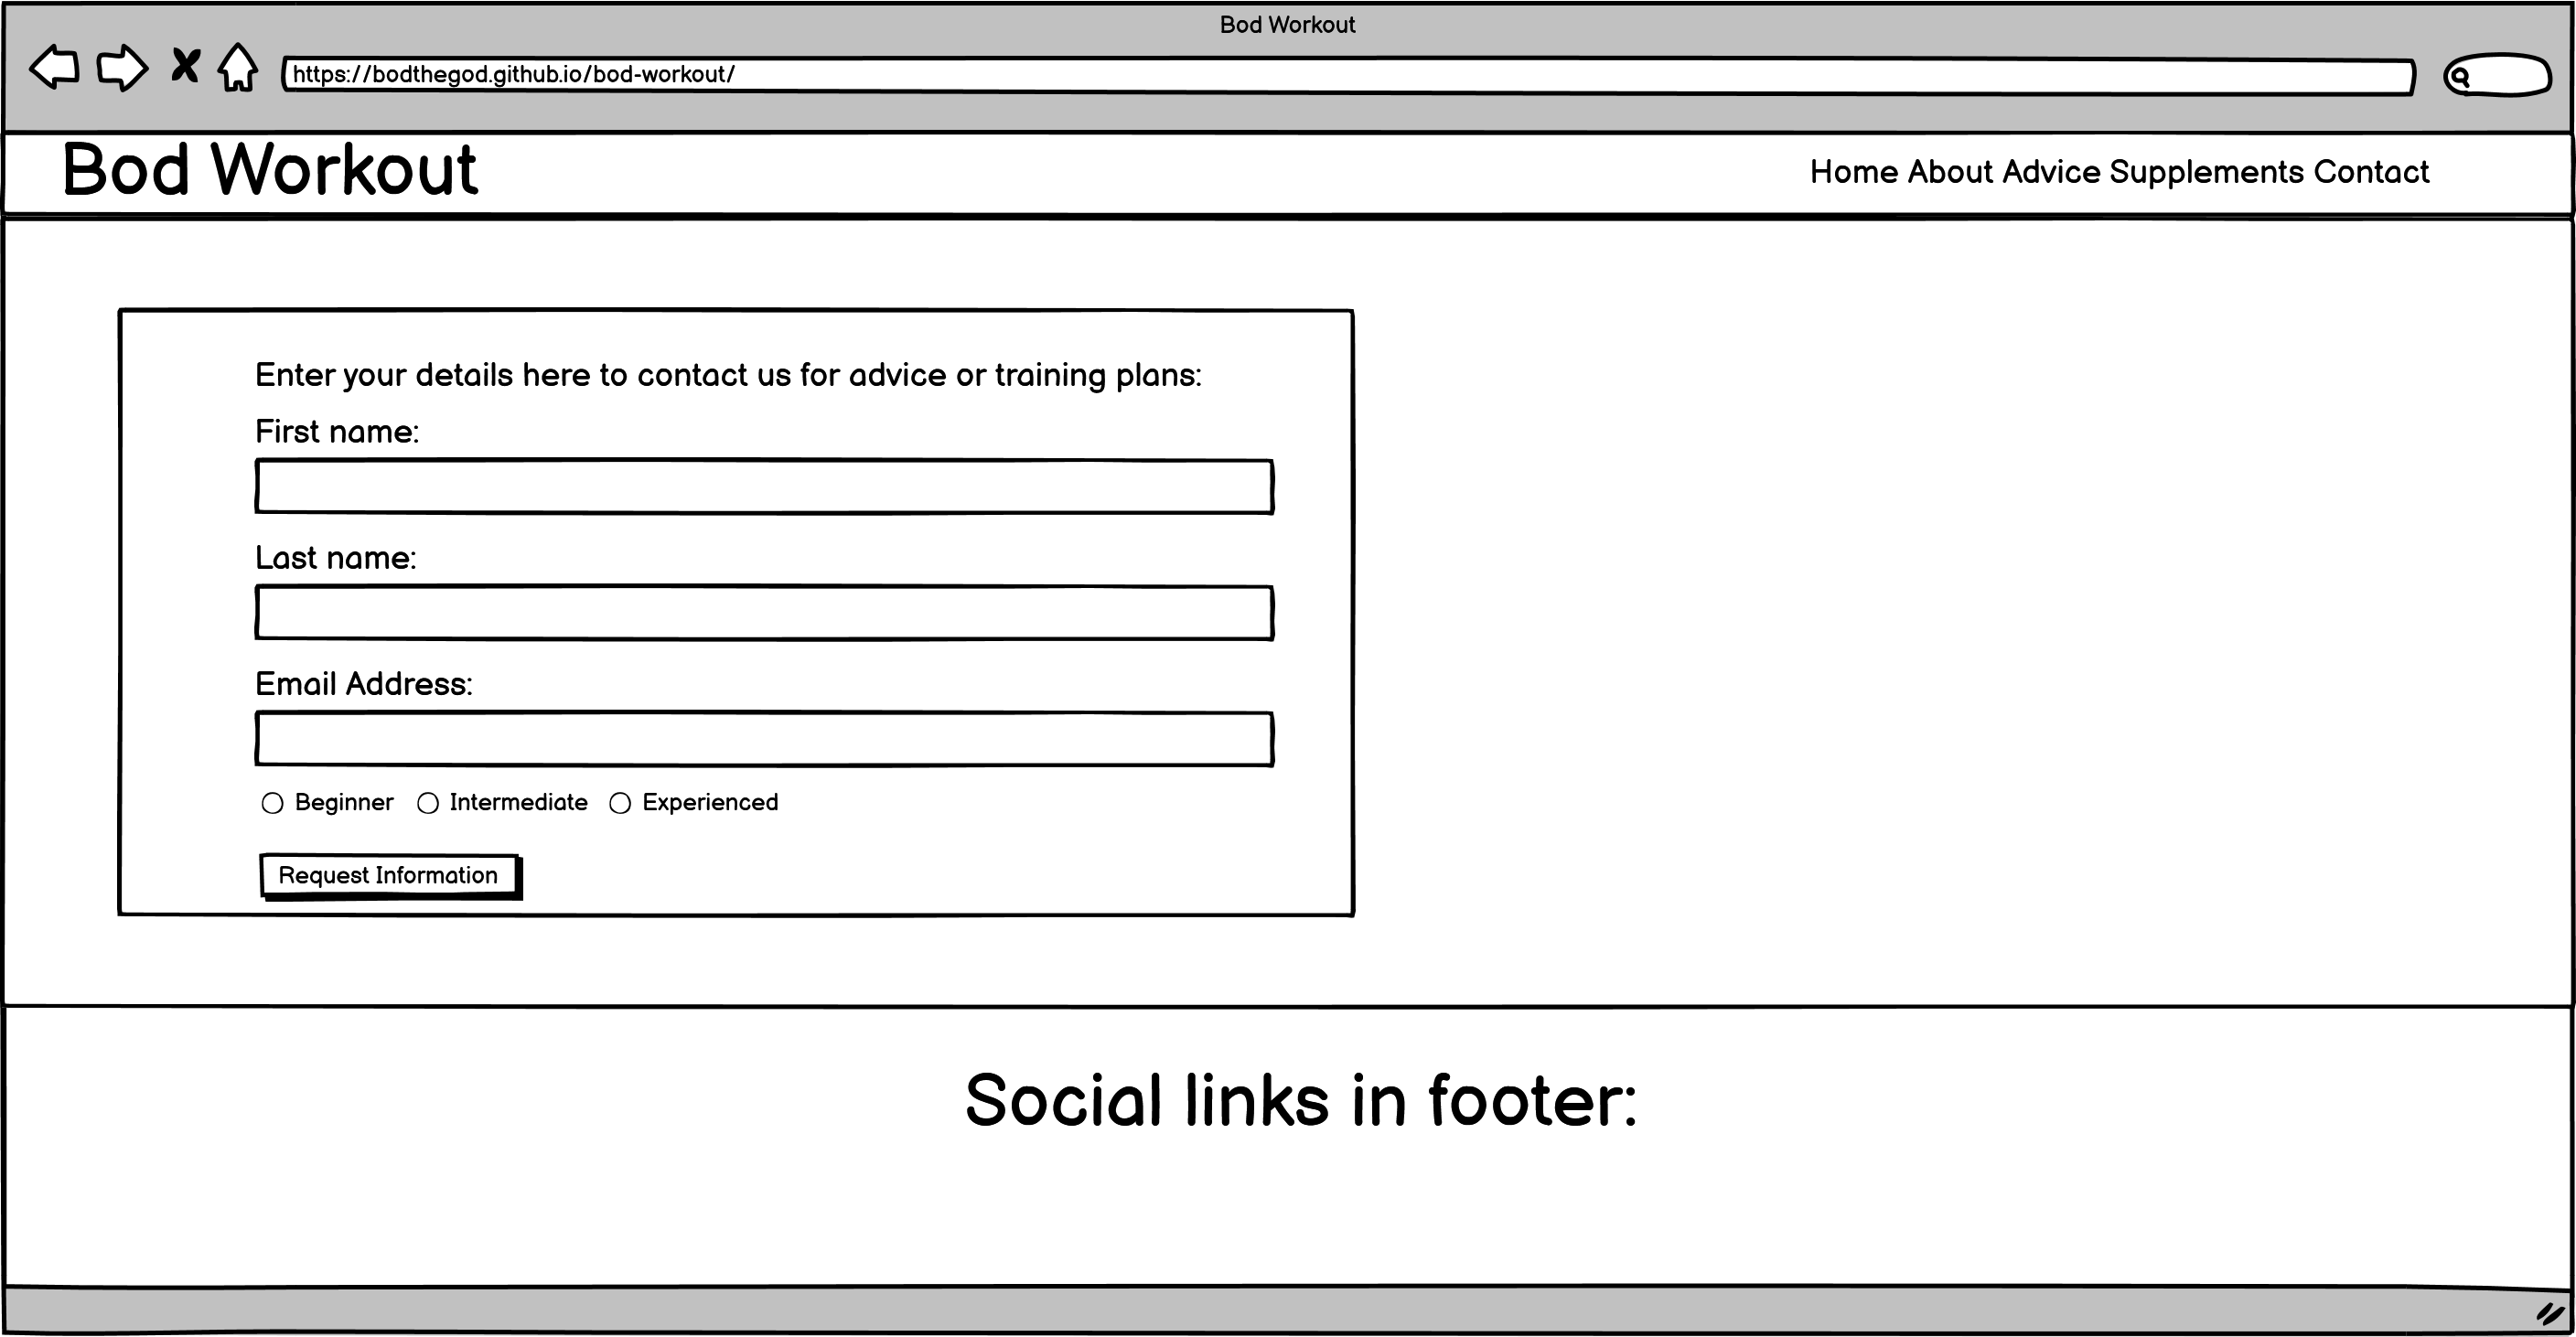 Bod Workout
https://bodthegod.github.io/bod-workout/
Bod Workout
Home About Advice Supplements Contact
Enter your details here to contact us for advice or training plans:
First name:
Last name:
Email Address:
Beginner Intermediate Experienced
Request Information
Social links in footer: